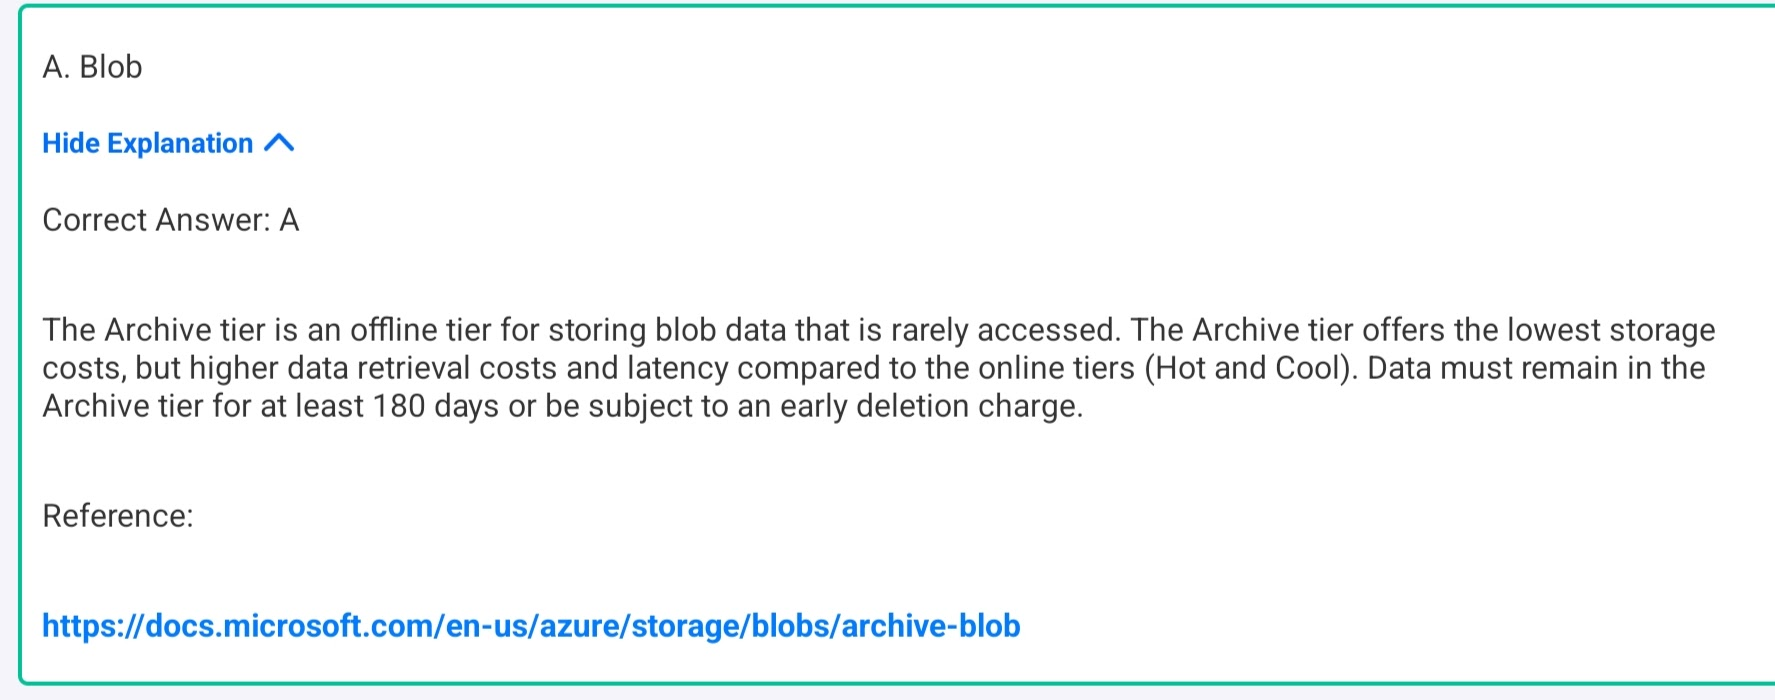 A. Blob
Hide Explanation
Correct Answer: A
The Archive tier is an offline tier for storing blob data that is rarely accessed. The Archive tier offers the lowest storage
costs, but higher data retrieval costs and latency compared to the online tiers (Hot and Cool). Data must remain in the
Archive tier for at least 180 days or be subject to an early deletion charge.
Reference:
https://docs.microsoft.com/en-us/azure/storage/blobs/archive-blob